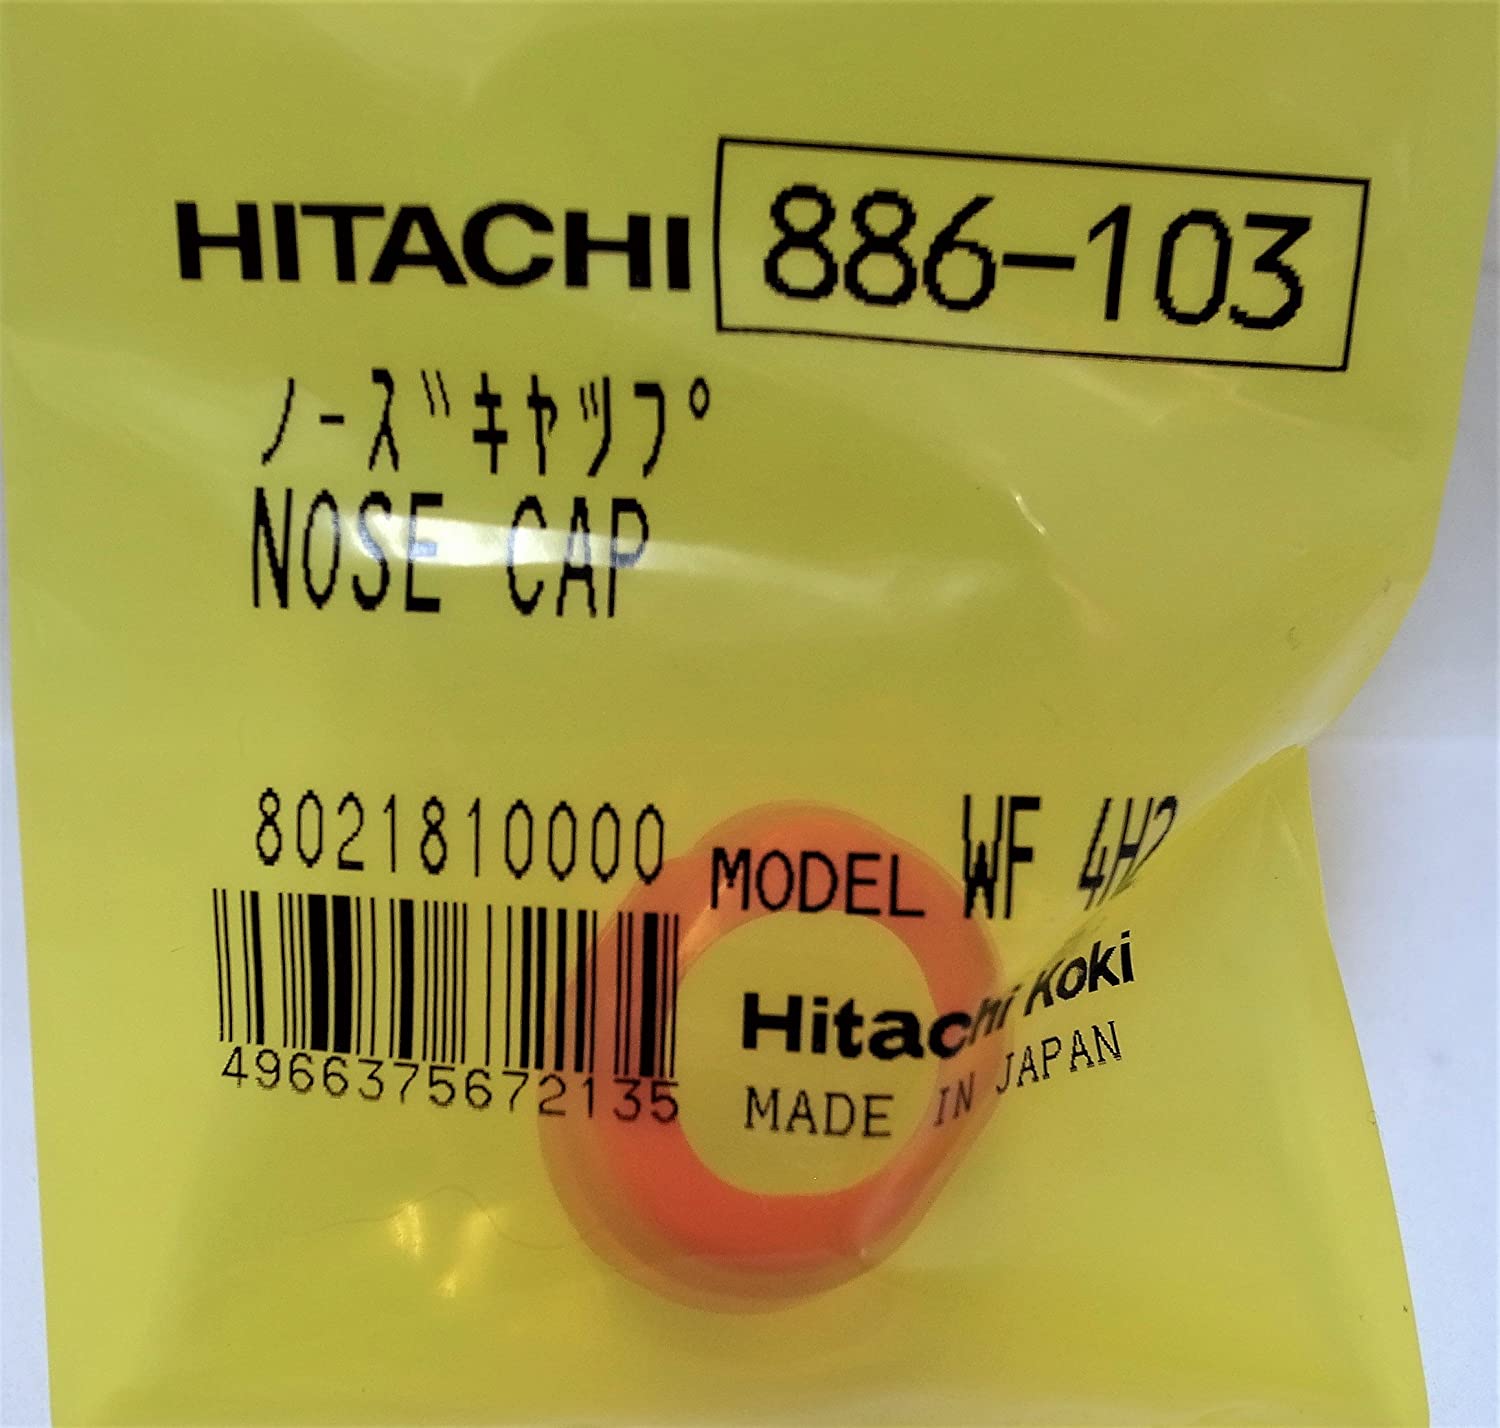 HITACHI 886-103
ノーズキャップ
NOSE CAP
8021810000 MODEL WF 4H2
4966375672135
Hitachi Koki
MADE IN JAPAN